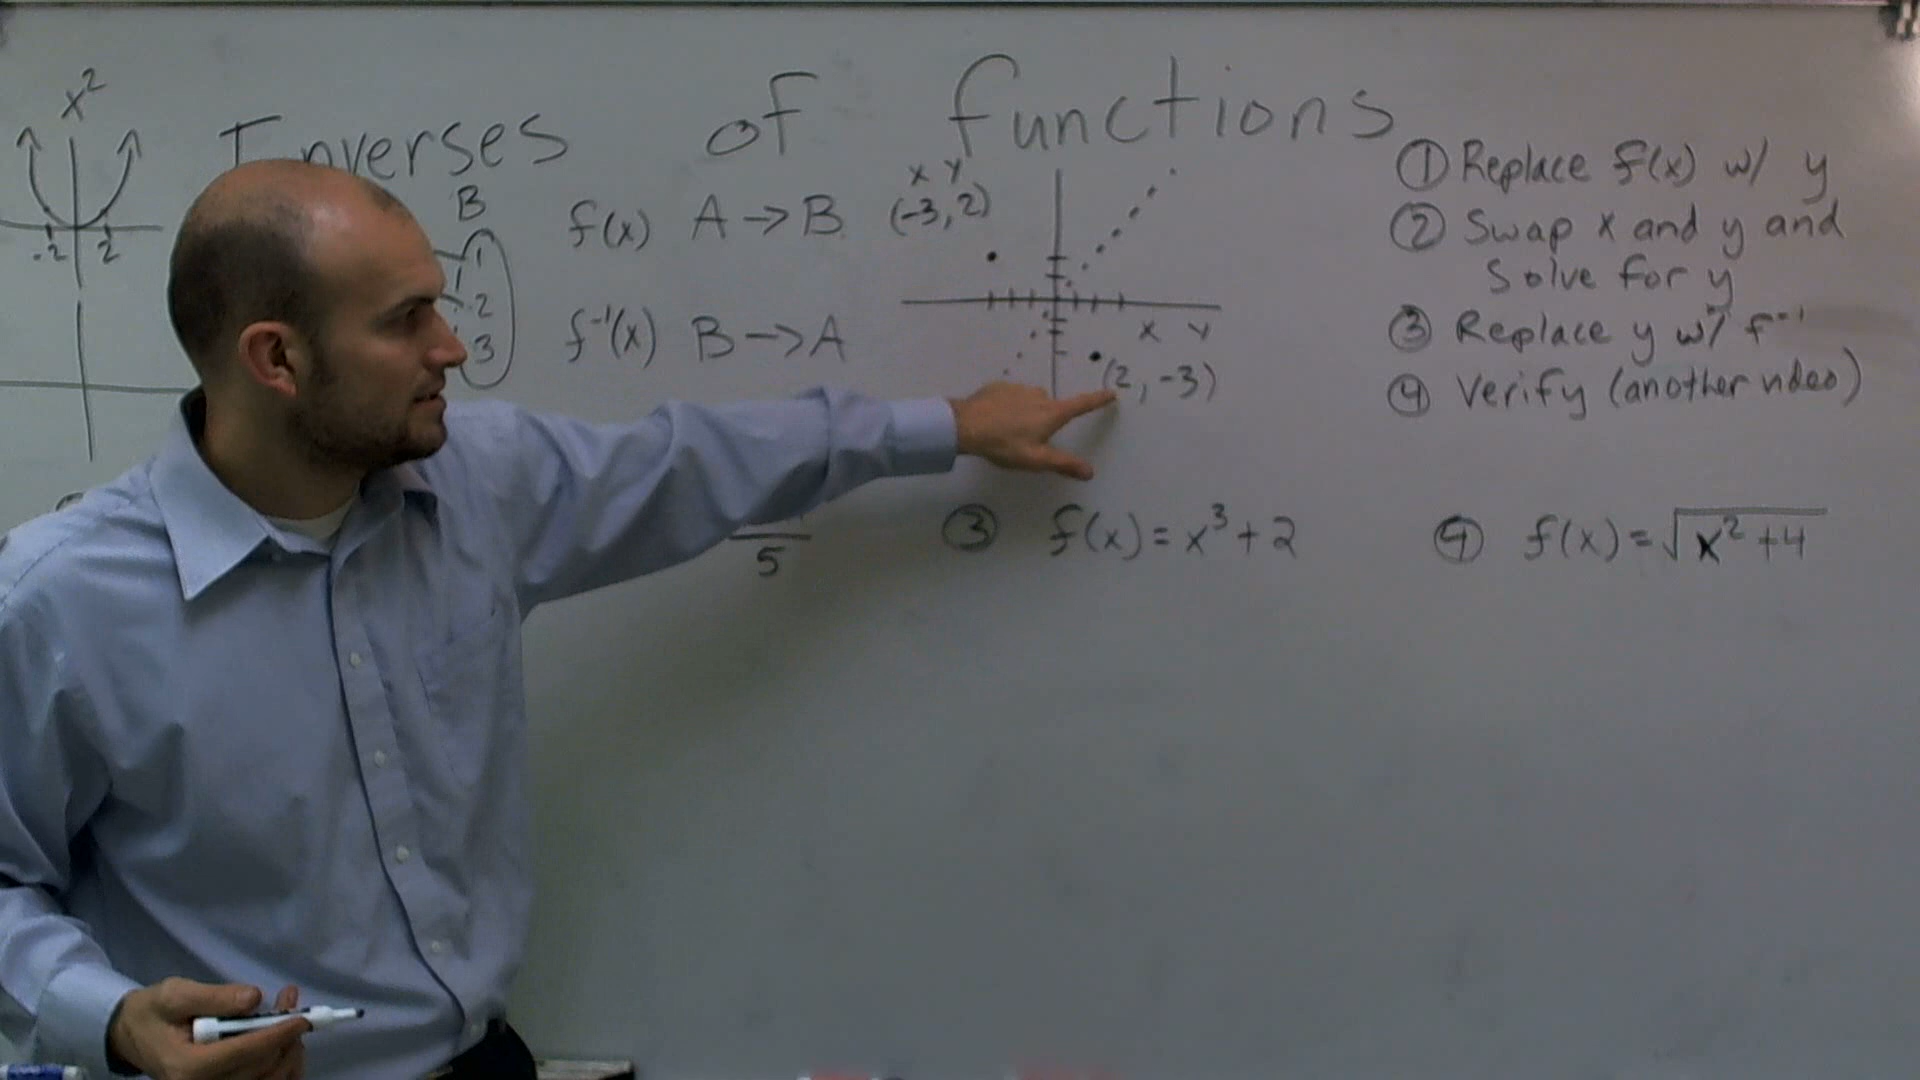 x²
-2 2
Inverses of functions
B
1
2
3
f(x) A → B
f⁻¹(x) B → A
x y
(-3, 2)
x y
(2, -3)
① Replace f(x) w/ y
② Swap x and y and
solve for y
③ Replace y w/ f⁻¹
④ Verify (another video)
5
③ f(x) = x³ + 2
④ f(x) = √(x² + 4)